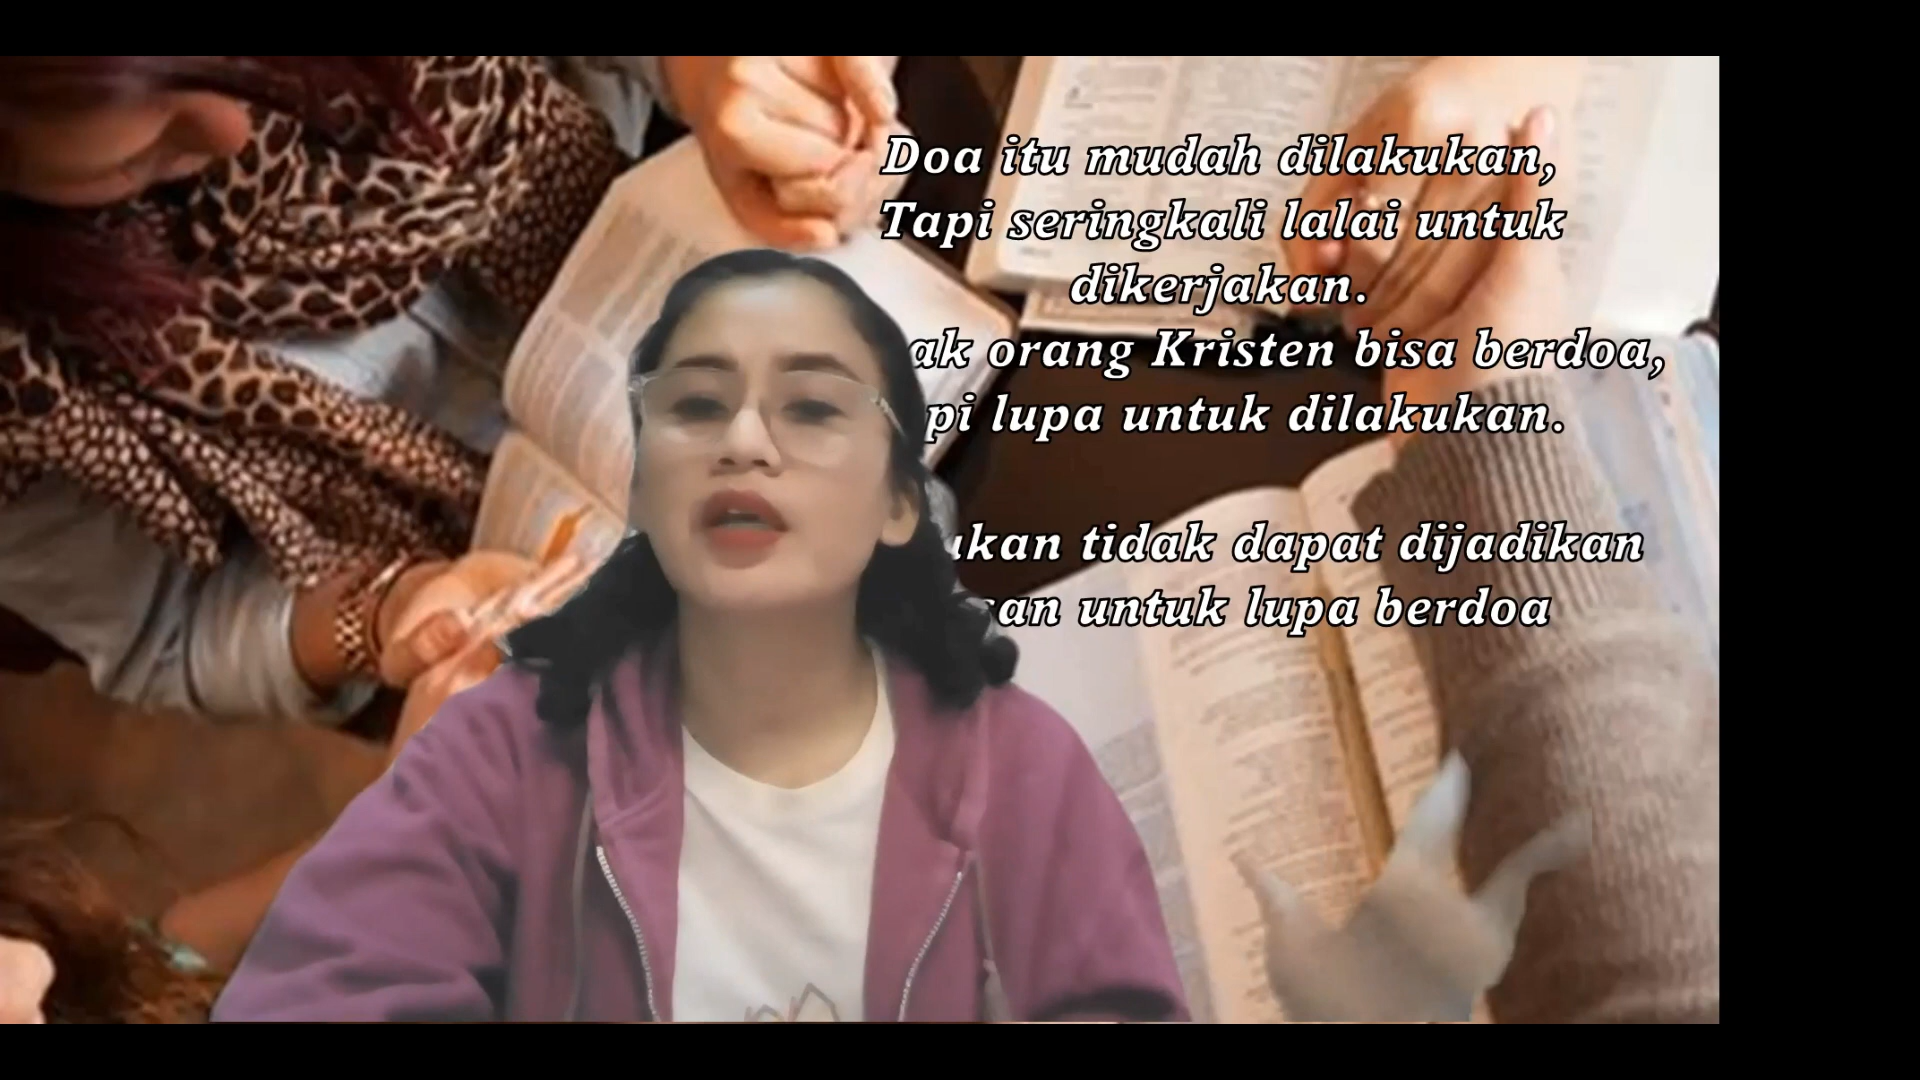 Doa itu mudah dilakukan,
Tapi seringkali lalai untuk
dikerjakan.
orang Kristen bisa berdoa,
lupa untuk dilakukan.
tidak dapat dijadikan
untuk lupa berdoa